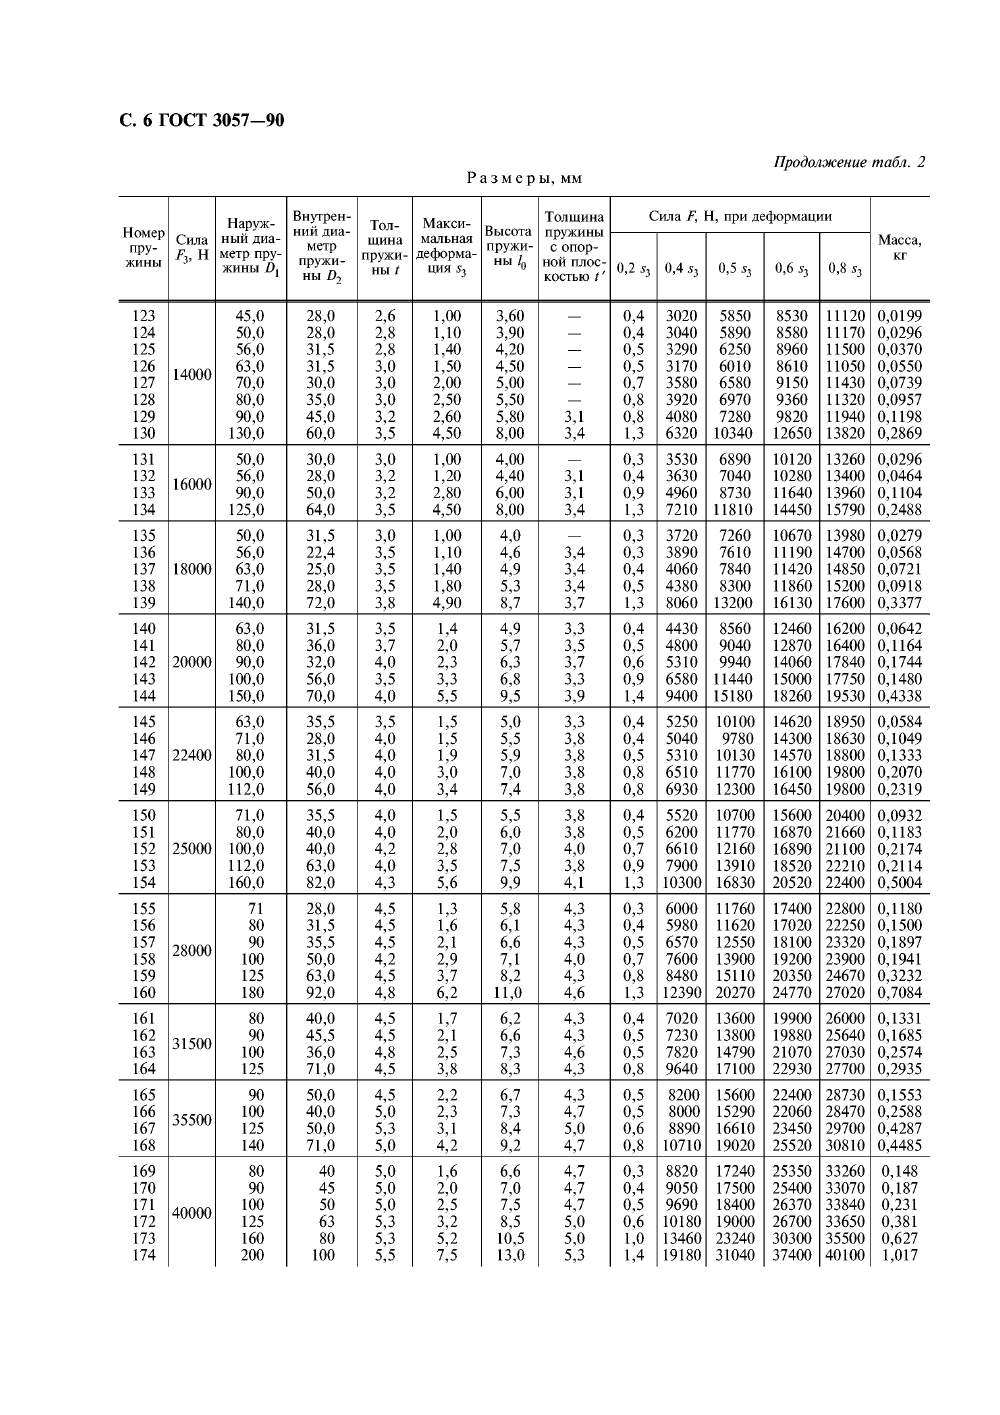 С. 6 ГОСТ 3057—90
Продолжение табл. 2
Размеры, мм
Номер пружины | Сила F3, Н | Наружный диаметр пружины D1 | Внутренний диаметр пружины D2 | Толщина пружины t | Максимальная деформация s3 | Высота пружины l0 | Толщина пружины с опорной плоскостью t′ | Сила F, Н, при деформации | Масса, кг
0,2 s3 | 0,4 s3 | 0,5 s3 | 0,6 s3 | 0,8 s3
123 45,0 28,0 2,6 1,00 3,60 — 0,4 3020 5850 8530 11120 0,0199
124 50,0 28,0 2,8 1,10 3,90 — 0,4 3040 5890 8580 11170 0,0296
125 56,0 31,5 2,8 1,40 4,20 — 0,5 3290 6250 8960 11500 0,0370
126 63,0 31,5 3,0 1,50 4,50 — 0,5 3170 6010 8610 11050 0,0550
14000
127 70,0 30,0 3,0 2,00 5,00 — 0,7 3580 6580 9150 11430 0,0739
128 80,0 35,0 3,0 2,50 5,50 — 0,8 3920 6970 9360 11320 0,0957
129 90,0 45,0 3,2 2,60 5,80 3,1 0,8 4080 7280 9820 11940 0,1198
130 130,0 60,0 3,5 4,50 8,00 3,4 1,3 6320 10340 12650 13820 0,2869
131 50,0 30,0 3,0 1,00 4,00 — 0,3 3530 6890 10120 13260 0,0296
132 56,0 28,0 3,2 1,20 4,40 3,1 0,4 3630 7040 10280 13400 0,0464
16000
133 90,0 50,0 3,2 2,80 6,00 3,1 0,9 4960 8730 11640 13960 0,1104
134 125,0 64,0 3,5 4,50 8,00 3,4 1,3 7210 11810 14450 15790 0,2488
135 50,0 31,5 3,0 1,00 4,0 — 0,3 3720 7260 10670 13980 0,0279
136 56,0 22,4 3,5 1,10 4,6 3,4 0,3 3890 7610 11190 14700 0,0568
137 18000 63,0 25,0 3,5 1,40 4,9 3,4 0,4 4060 7840 11420 14850 0,0721
138 71,0 28,0 3,5 1,80 5,3 3,4 0,5 4380 8300 11860 15200 0,0918
139 140,0 72,0 3,8 4,90 8,7 3,7 1,3 8060 13200 16130 17600 0,3377
140 63,0 31,5 3,5 1,4 4,9 3,3 0,4 4430 8560 12460 16200 0,0642
141 80,0 36,0 3,7 2,0 5,7 3,5 0,5 4800 9040 12870 16400 0,1164
142 20000 90,0 32,0 4,0 2,3 6,3 3,7 0,6 5310 9940 14060 17840 0,1744
143 100,0 56,0 3,5 3,3 6,8 3,3 0,9 6580 11440 15000 17750 0,1480
144 150,0 70,0 4,0 5,5 9,5 3,9 1,4 9400 15180 18260 19530 0,4338
145 63,0 35,5 3,5 1,5 5,0 3,3 0,4 5250 10100 14620 18950 0,0584
146 71,0 28,0 4,0 1,5 5,5 3,8 0,4 5040 9780 14300 18630 0,1049
147 22400 80,0 31,5 4,0 1,9 5,9 3,8 0,5 5310 10130 14570 18800 0,1333
148 100,0 40,0 4,0 3,0 7,0 3,8 0,8 6510 11770 16100 19800 0,2070
149 112,0 56,0 4,0 3,4 7,4 3,8 0,8 6930 12300 16450 19800 0,2319
150 71,0 35,5 4,0 1,5 5,5 3,8 0,4 5520 10700 15600 20400 0,0932
151 80,0 40,0 4,0 2,0 6,0 3,8 0,5 6200 11770 16870 21660 0,1183
152 25000 100,0 40,0 4,2 2,8 7,0 4,0 0,7 6610 12160 16890 21100 0,2174
153 112,0 63,0 4,0 3,5 7,5 3,8 0,9 7900 13910 18520 22210 0,2114
154 160,0 82,0 4,3 5,6 9,9 4,1 1,3 10300 16830 20520 22400 0,5004
155 71 28,0 4,5 1,3 5,8 4,3 0,3 6000 11760 17400 22800 0,1180
156 80 31,5 4,5 1,6 6,1 4,3 0,4 5980 11620 17020 22250 0,1500
157 90 35,5 4,5 2,1 6,6 4,3 0,5 6570 12550 18100 23320 0,1897
28000
158 100 50,0 4,2 2,9 7,1 4,0 0,7 7600 13900 19200 23900 0,1941
159 125 63,0 4,5 3,7 8,2 4,3 0,8 8480 15110 20350 24670 0,3232
160 180 92,0 4,8 6,2 11,0 4,6 1,3 12390 20270 24770 27020 0,7084
161 80 40,0 4,5 1,7 6,2 4,3 0,4 7020 13600 19900 26000 0,1331
162 90 45,5 4,5 2,1 6,6 4,3 0,5 7230 13800 19880 25640 0,1685
31500
163 100 36,0 4,8 2,5 7,3 4,6 0,5 7820 14790 21070 27030 0,2574
164 125 71,0 4,5 3,8 8,3 4,3 0,8 9640 17100 22930 27700 0,2935
165 90 50,0 4,5 2,2 6,7 4,3 0,5 8200 15600 22400 28730 0,1553
166 100 40,0 5,0 2,3 7,3 4,7 0,5 8000 15290 22060 28470 0,2588
35500
167 125 50,0 5,3 3,1 8,4 5,0 0,6 8890 16610 23450 29700 0,4287
168 140 71,0 5,0 4,2 9,2 4,7 0,8 10710 19020 25520 30810 0,4485
169 80 40 5,0 1,6 6,6 4,7 0,3 8820 17240 25350 33260 0,148
170 90 45 5,0 2,0 7,0 4,7 0,4 9050 17500 25400 33070 0,187
171 100 50 5,0 2,5 7,5 4,7 0,5 9690 18400 26370 33840 0,231
40000
172 125 63 5,3 3,2 8,5 5,0 0,6 10180 19000 26700 33650 0,381
173 160 80 5,3 5,2 10,5 5,0 1,0 13460 23240 30300 35500 0,627
174 200 100 5,5 7,5 13,0 5,3 1,4 19180 31040 37400 40100 1,017